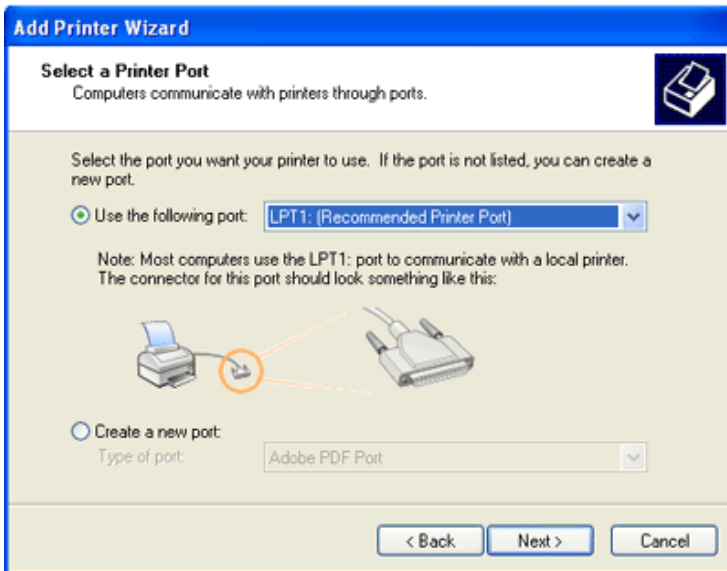 Add Printer Wizard
Select a Printer Port
Computers communicate with printers through ports.
Select the port you want your printer to use. If the port is not listed, you can create a
new port.
Use the following port: LPT1: (Recommended Printer Port)
Note: Most computers use the LPT1: port to communicate with a local printer.
The connector for this port should look something like this:
Create a new port:
Type of port: Adobe PDF Port
< Back Next > Cancel